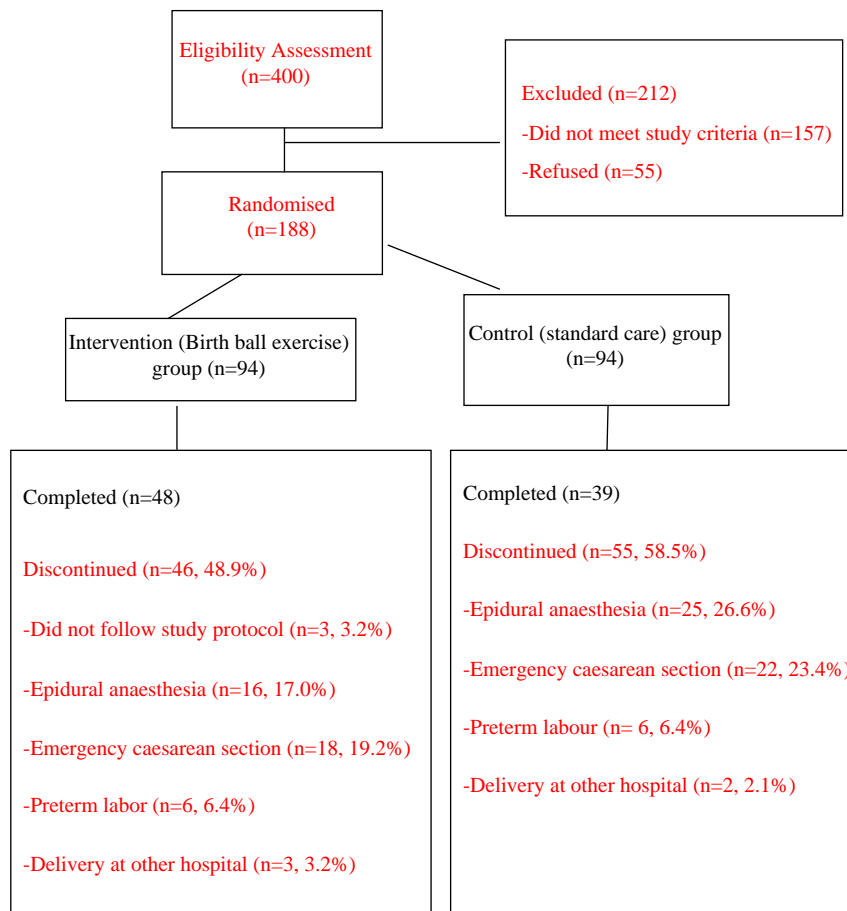 Eligibility Assessment
(n=400)
Excluded (n=212)
-Did not meet study criteria (n=157)
-Refused (n=55)
Randomised
(n=188)
Intervention (Birth ball exercise)
group (n=94)
Control (standard care) group
(n=94)
Completed (n=48)
Discontinued (n=46, 48.9%)
-Did not follow study protocol (n=3, 3.2%)
-Epidural anaesthesia (n=16, 17.0%)
-Emergency caesarean section (n=18, 19.2%)
-Preterm labor (n=6, 6.4%)
-Delivery at other hospital (n=3, 3.2%)
Completed (n=39)
Discontinued (n=55, 58.5%)
-Epidural anaesthesia (n=25, 26.6%)
-Emergency caesarean section (n=22, 23.4%)
-Preterm labour (n= 6, 6.4%)
-Delivery at other hospital (n=2, 2.1%)